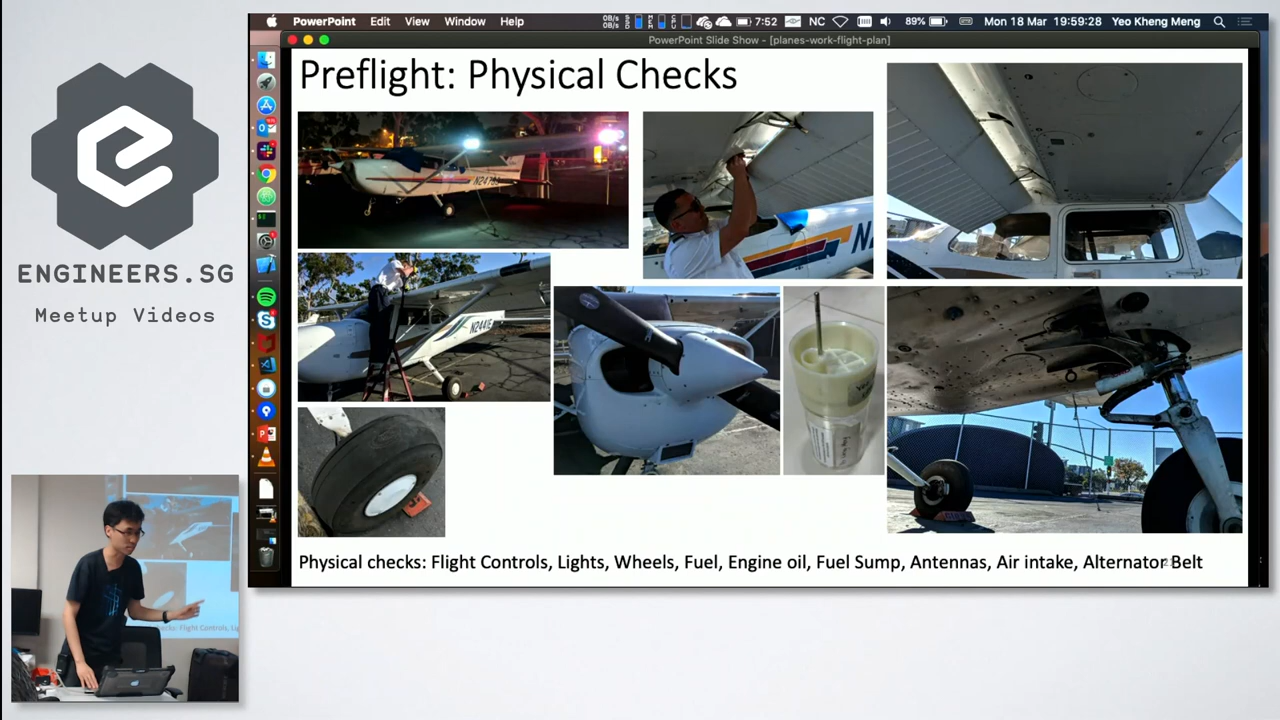 PowerPoint Edit View Window Help
0B/s
0B/s
7:52 NC 89% Mon 18 Mar 19:59:28 Yeo Kheng Meng
PowerPoint Slide Show - [planes-work-flight-plan]
Preflight: Physical Checks
ENGINEERS.SG
Meetup Videos
Physical checks: Flight Controls, Lights, Wheels, Fuel, Engine oil, Fuel Sump, Antennas, Air intake, Alternator Belt